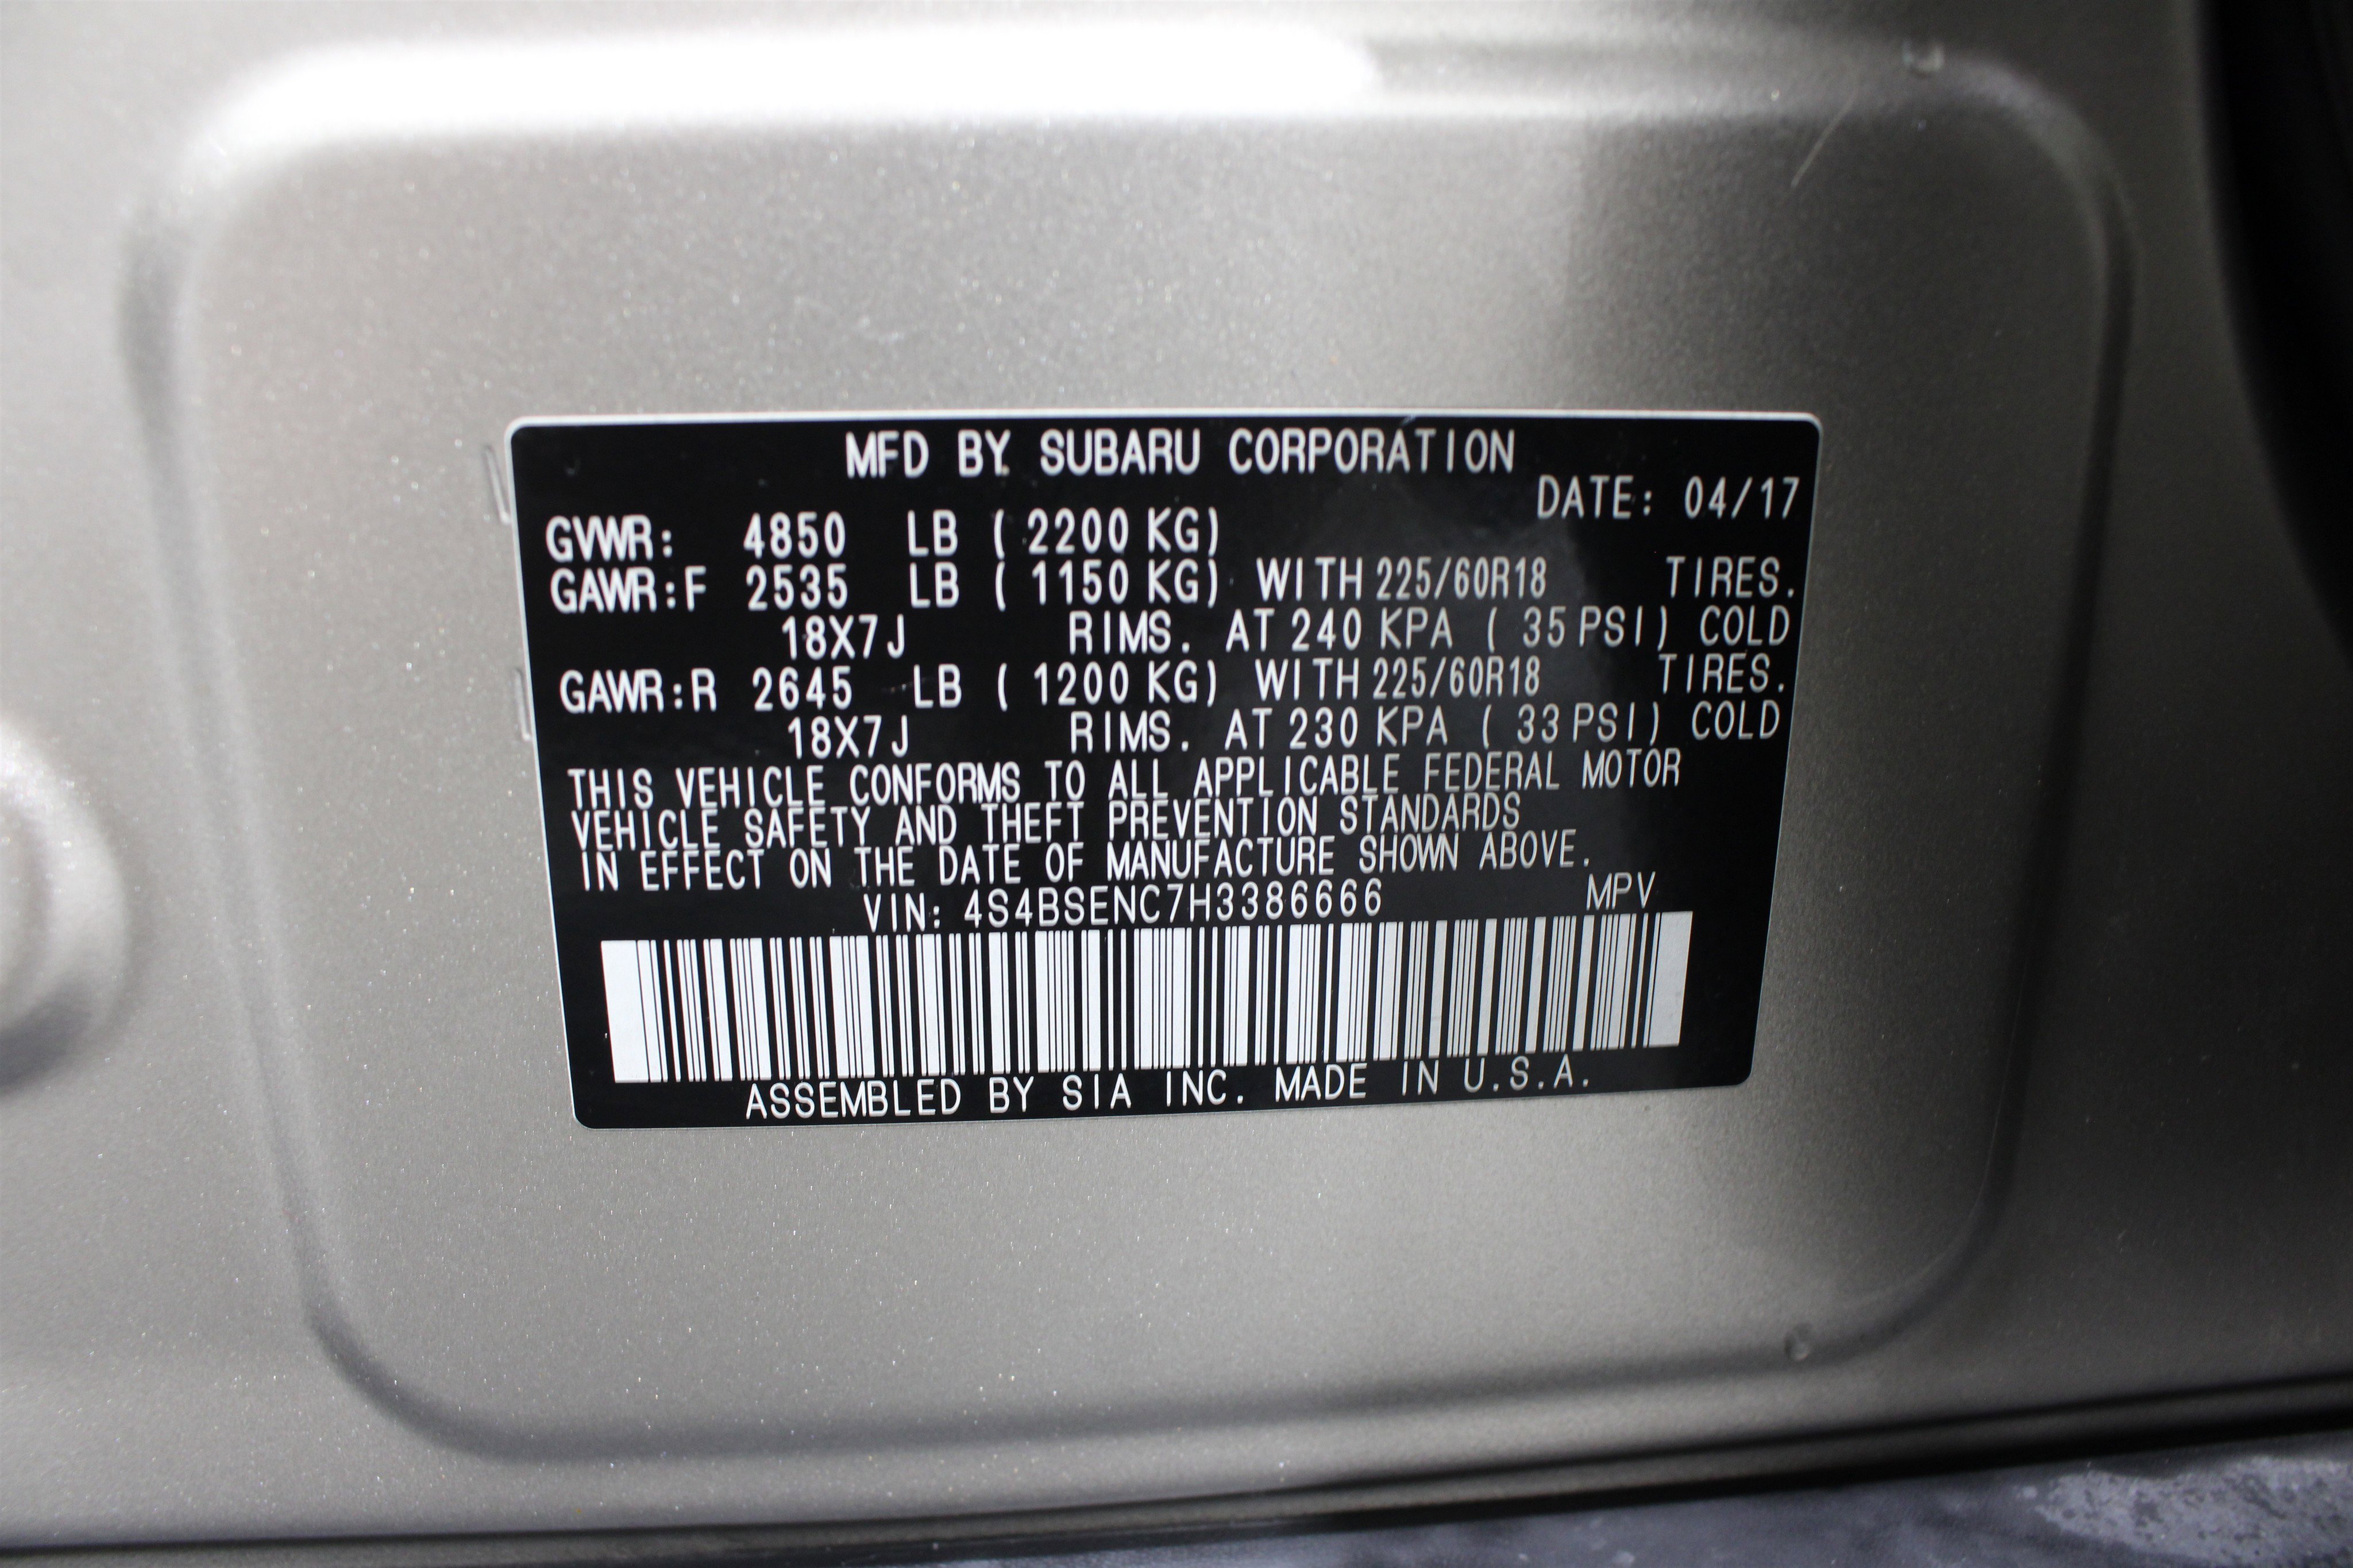 MFD BY SUBARU CORPORATION
DATE: 04/17
GVWR: 4850 LB ( 2200 KG)
GAWR:F 2535 LB ( 1150 KG) WITH 225/60R18 TIRES.
18X7J RIMS. AT 240 KPA ( 35 PSI) COLD
GAWR:R 2645 LB ( 1200 KG) WITH 225/60R18 TIRES.
18X7J RIMS. AT 230 KPA ( 33 PSI) COLD
THIS VEHICLE CONFORMS TO ALL APPLICABLE FEDERAL MOTOR
VEHICLE SAFETY AND THEFT PREVENTION STANDARDS
IN EFFECT ON THE DATE OF MANUFACTURE SHOWN ABOVE.
VIN: 4S4BSENC7H3386666 MPV
ASSEMBLED BY SIA INC. MADE IN U.S.A.